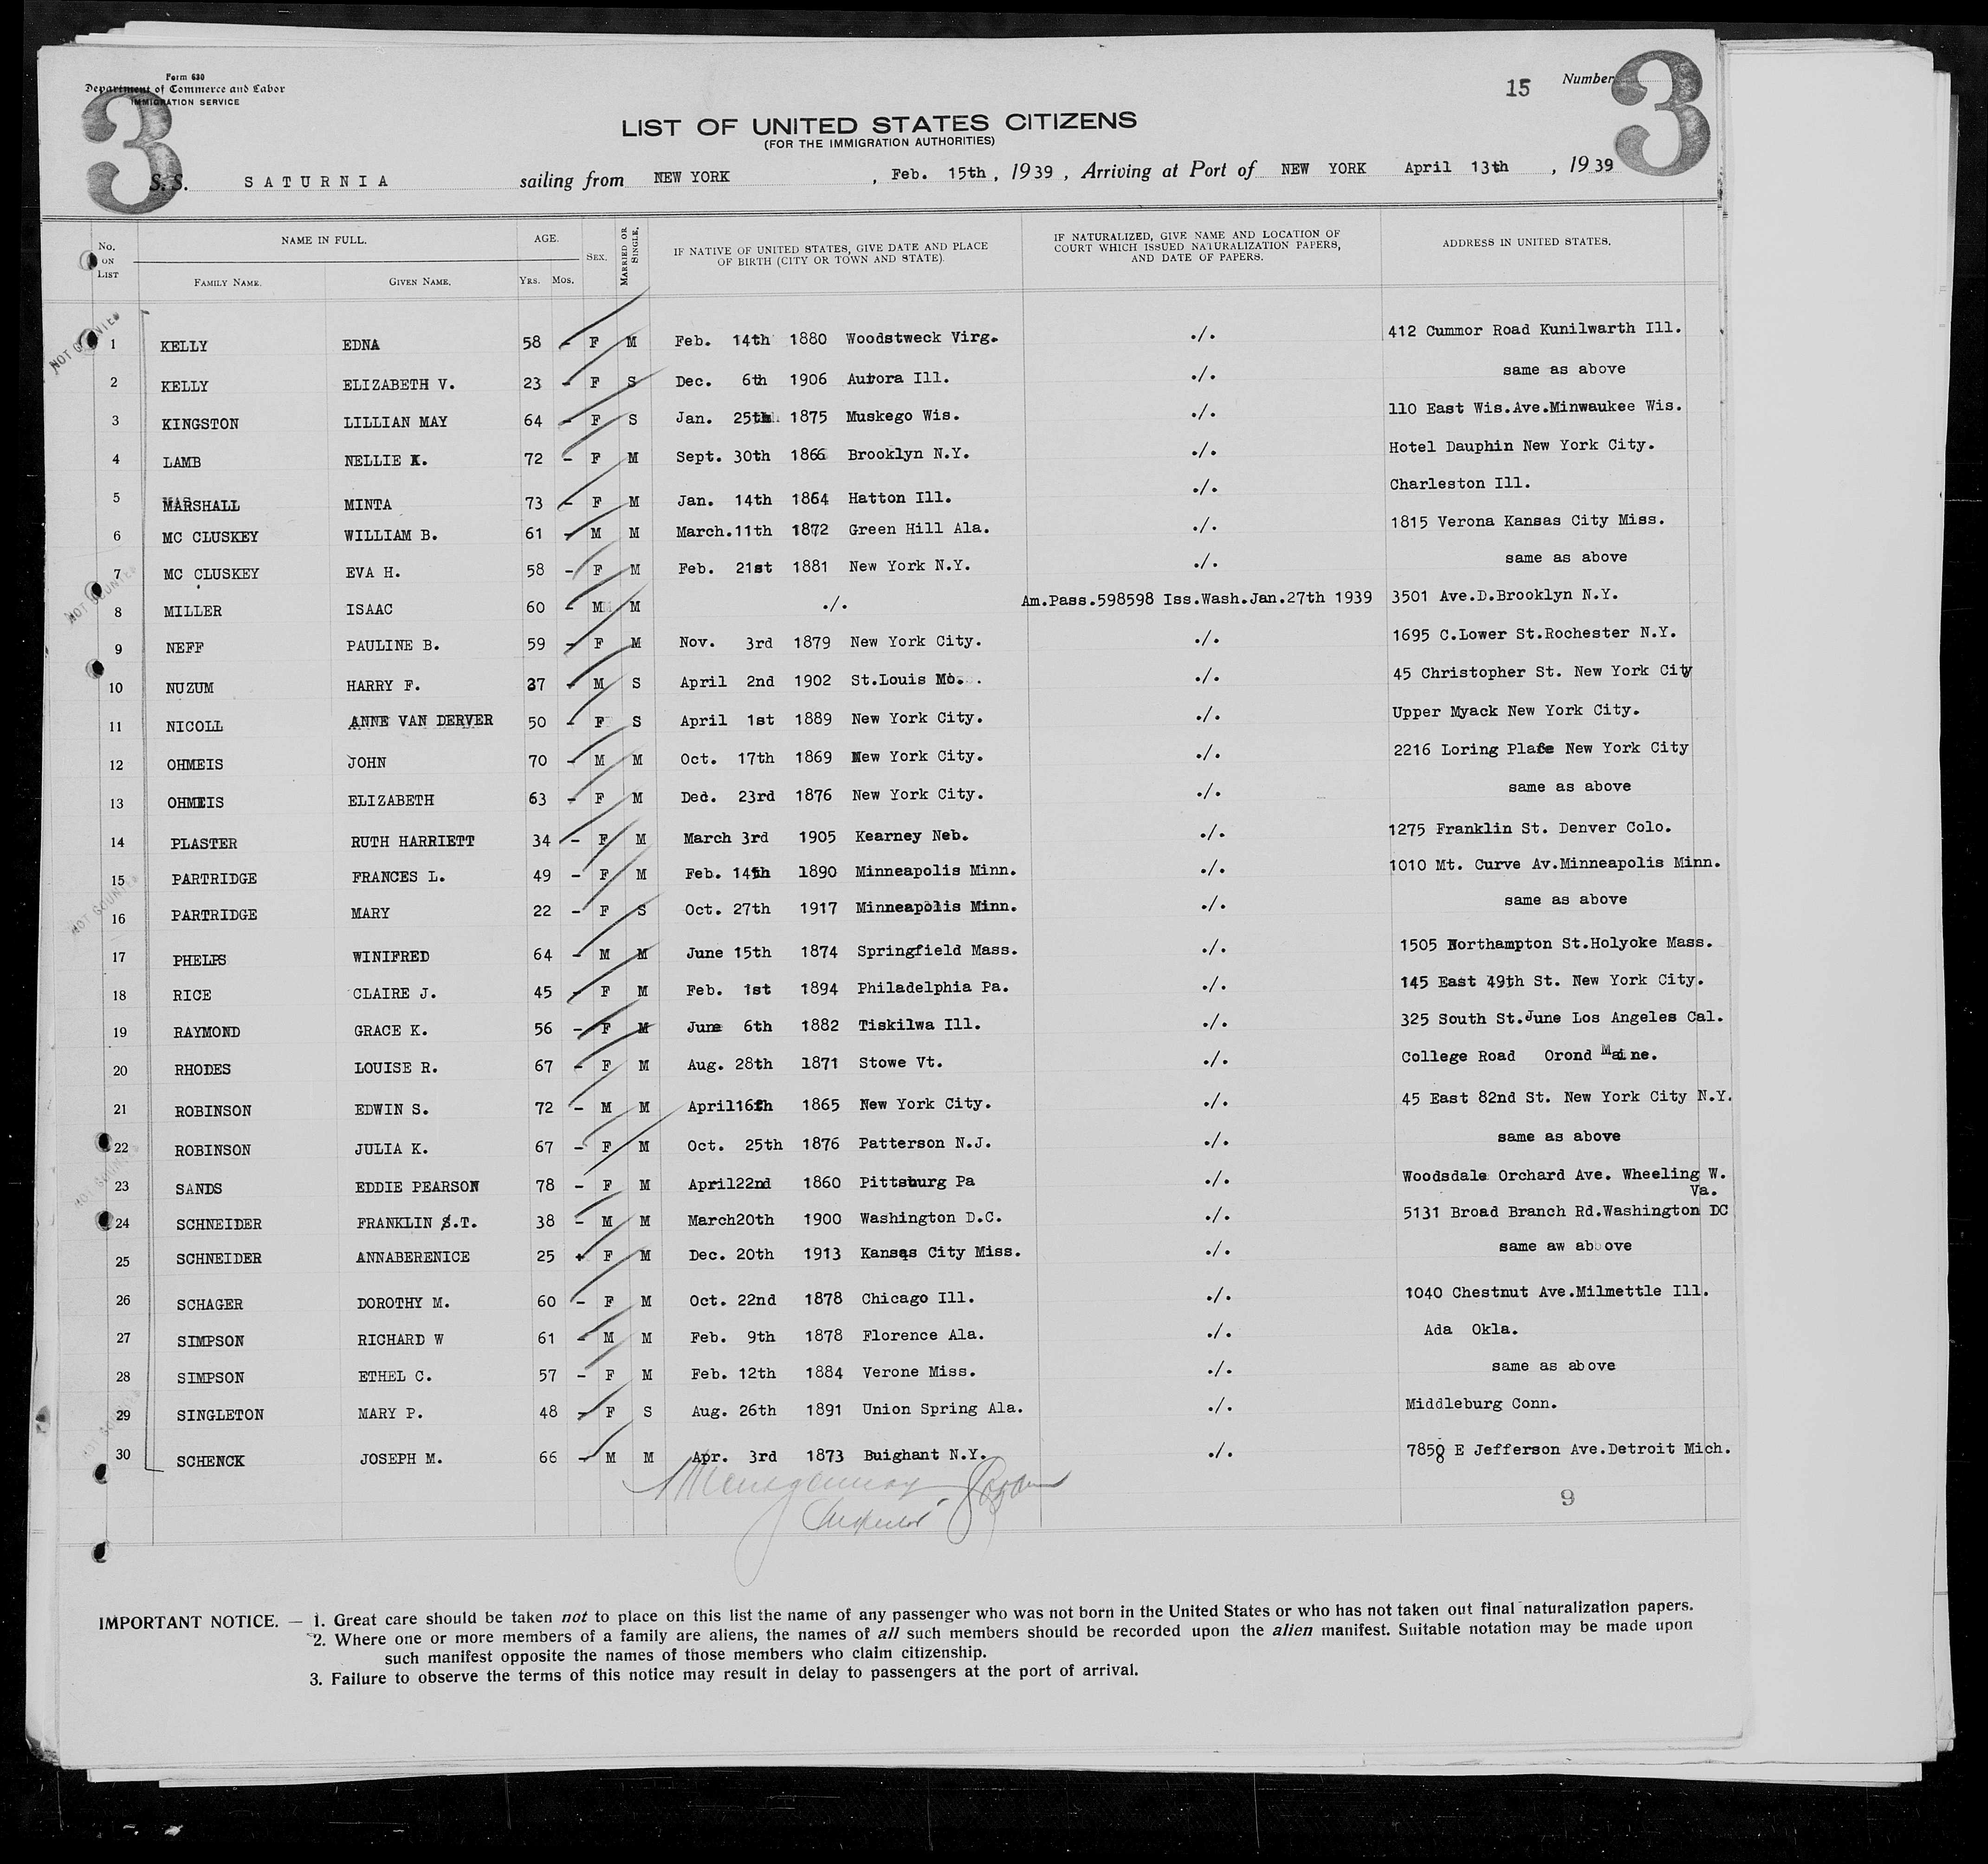 Form 630
Department of Commerce and Labor
IMMIGRATION SERVICE
3
15 Number 3
LIST OF UNITED STATES CITIZENS
(FOR THE IMMIGRATION AUTHORITIES)
S.S. SATURNIA sailing from NEW YORK , Feb. 15th, 1939, Arriving at Port of NEW YORK April 13th , 1939
No. ON LIST NAME IN FULL. FAMILY NAME. GIVEN NAME. AGE. YRS. MOS. SEX. MARRIED OR SINGLE. IF NATIVE OF UNITED STATES, GIVE DATE AND PLACE OF BIRTH (CITY OR TOWN AND STATE). IF NATURALIZED, GIVE NAME AND LOCATION OF COURT WHICH ISSUED NATURALIZATION PAPERS, AND DATE OF PAPERS. ADDRESS IN UNITED STATES.
NOT COUNTED
1 KELLY EDNA 58 - F M Feb. 14th 1880 Woodstweck Virg. ./. 412 Cummor Road Kunilwarth Ill.
2 KELLY ELIZABETH V. 23 - F S Dec. 6th 1906 Aurora Ill. ./. same as above
3 KINGSTON LILLIAN MAY 64 - F S Jan. 25th 1875 Muskego Wis. ./. 110 East Wis.Ave.Minwaukee Wis.
4 LAMB NELLIE K. 72 - F M Sept. 30th 1866 Brooklyn N.Y. ./. Hotel Dauphin New York City.
5 MARSHALL MINTA 73 - F M Jan. 14th 1864 Hatton Ill. ./. Charleston Ill.
6 MC CLUSKEY WILLIAM B. 61 - M M March.11th 1872 Green Hill Ala. ./. 1815 Verona Kansas City Miss.
7 MC CLUSKEY EVA H. 58 - F M Feb. 21st 1881 New York N.Y. ./. same as above
NOT COUNTED
8 MILLER ISAAC 60 - M M ./. Am.Pass.598598 Iss.Wash.Jan.27th 1939 3501 Ave.D.Brooklyn N.Y.
9 NEFF PAULINE B. 59 - F M Nov. 3rd 1879 New York City. ./. 1695 C.Lower St.Rochester N.Y.
10 NUZUM HARRY F. 37 - M S April 2nd 1902 St.Louis Mo. . ./. 45 Christopher St. New York City
11 NICOLL ANNE VAN DERVER 50 - F S April 1st 1889 New York City. ./. Upper Myack New York City.
12 OHMEIS JOHN 70 - M M Oct. 17th 1869 New York City. ./. 2216 Loring Place New York City
13 OHMEIS ELIZABETH 63 - F M Dec. 23rd 1876 New York City. ./. same as above
14 PLASTER RUTH HARRIETT 34 - F M March 3rd 1905 Kearney Neb. ./. 1275 Franklin St. Denver Colo.
15 PARTRIDGE FRANCES L. 49 - F M Feb. 14th 1890 Minneapolis Minn. ./. 1010 Mt. Curve Av.Minneapolis Minn.
NOT COUNTED
16 PARTRIDGE MARY 22 - F S Oct. 27th 1917 Minneapolis Minn. ./. same as above
17 PHELPS WINIFRED 64 - M M June 15th 1874 Springfield Mass. ./. 1505 Northampton St.Holyoke Mass.
18 RICE CLAIRE J. 45 - F M Feb. 1st 1894 Philadelphia Pa. ./. 145 East 49th St. New York City.
19 RAYMOND GRACE K. 56 - F M June 6th 1882 Tiskilwa Ill. ./. 325 South St.June Los Angeles Cal.
20 RHODES LOUISE R. 67 - F M Aug. 28th 1871 Stowe Vt. ./. College Road Orond Maine.
21 ROBINSON EDWIN S. 72 - M M April16th 1865 New York City. ./. 45 East 82nd St. New York City N.Y.
22 ROBINSON JULIA K. 67 - F M Oct. 25th 1876 Patterson N.J. ./. same as above
NOT COUNTED
23 SANDS EDDIE PEARSON 78 - F M April22nd 1860 Pittsburg Pa ./. Woodsdale Orchard Ave. Wheeling W.
Va.
24 SCHNEIDER FRANKLIN S.T. 38 - M M March20th 1900 Washington D.C. ./. 5131 Broad Branch Rd.Washington DC
25 SCHNEIDER ANNABERENICE 25 + F M Dec. 20th 1913 Kansas City Miss. ./. same aw ab ove
26 SCHAGER DOROTHY M. 60 - F M Oct. 22nd 1878 Chicago Ill. ./. 1040 Chestnut Ave.Milmettle Ill.
27 SIMPSON RICHARD W 61 - M M Feb. 9th 1878 Florence Ala. ./. Ada Okla.
28 SIMPSON ETHEL C. 57 - F M Feb. 12th 1884 Verone Miss. ./. same as above
29 SINGLETON MARY P. 48 - F S Aug. 26th 1891 Union Spring Ala. ./. Middleburg Conn.
NOT COUNTED
30 SCHENCK JOSEPH M. 66 - M M Apr. 3rd 1873 Buighant N.Y. ./. 7858 E Jefferson Ave.Detroit Mich.
Inspector
9
IMPORTANT NOTICE. — 1. Great care should be taken not to place on this list the name of any passenger who was not born in the United States or who has not taken out final naturalization papers.
2. Where one or more members of a family are aliens, the names of all such members should be recorded upon the alien manifest. Suitable notation may be made upon
such manifest opposite the names of those members who claim citizenship.
3. Failure to observe the terms of this notice may result in delay to passengers at the port of arrival.